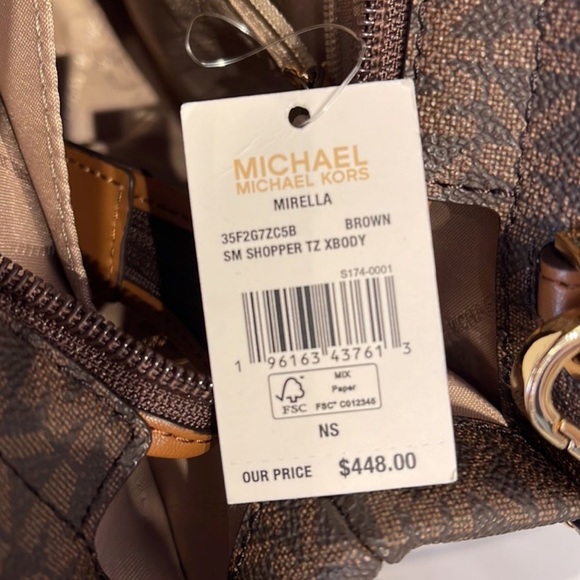 MICHAEL
MICHAEL KORS
MIRELLA
35F2G7ZC5B BROWN
SM SHOPPER TZ XBODY
S174-0001
1 96163 43761 3
FSC
MIX
Paper
FSC™ C012345
NS
OUR PRICE $448.00